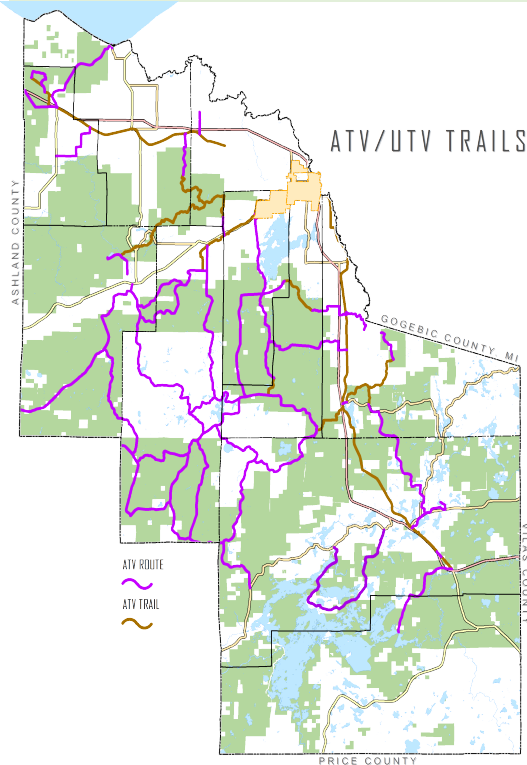 ATV/UTV TRAILS
ASHLAND COUNTY
GOGEBIC COUNTY MI
VILAS COUNTY
ATV ROUTE
ATV TRAIL
PRICE COUNTY